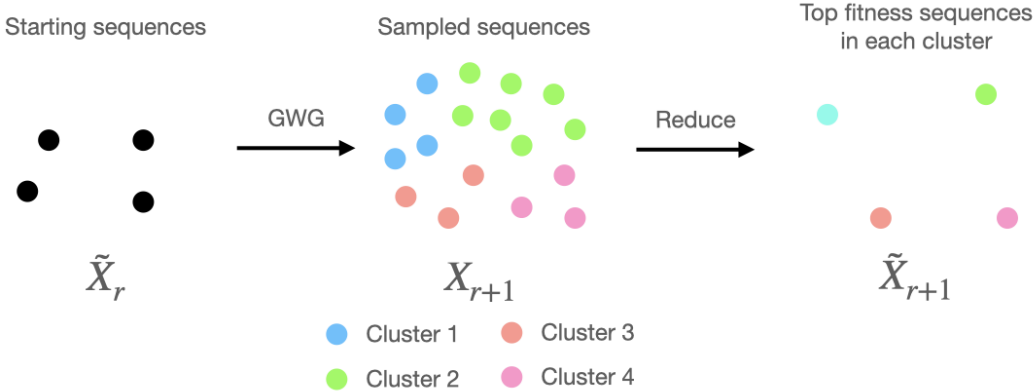 Starting sequences
Sampled sequences
Top fitness sequences
in each cluster
GWG
Reduce
X̃ᵣ
Xᵣ₊₁
X̃ᵣ₊₁
Cluster 1
Cluster 3
Cluster 2
Cluster 4